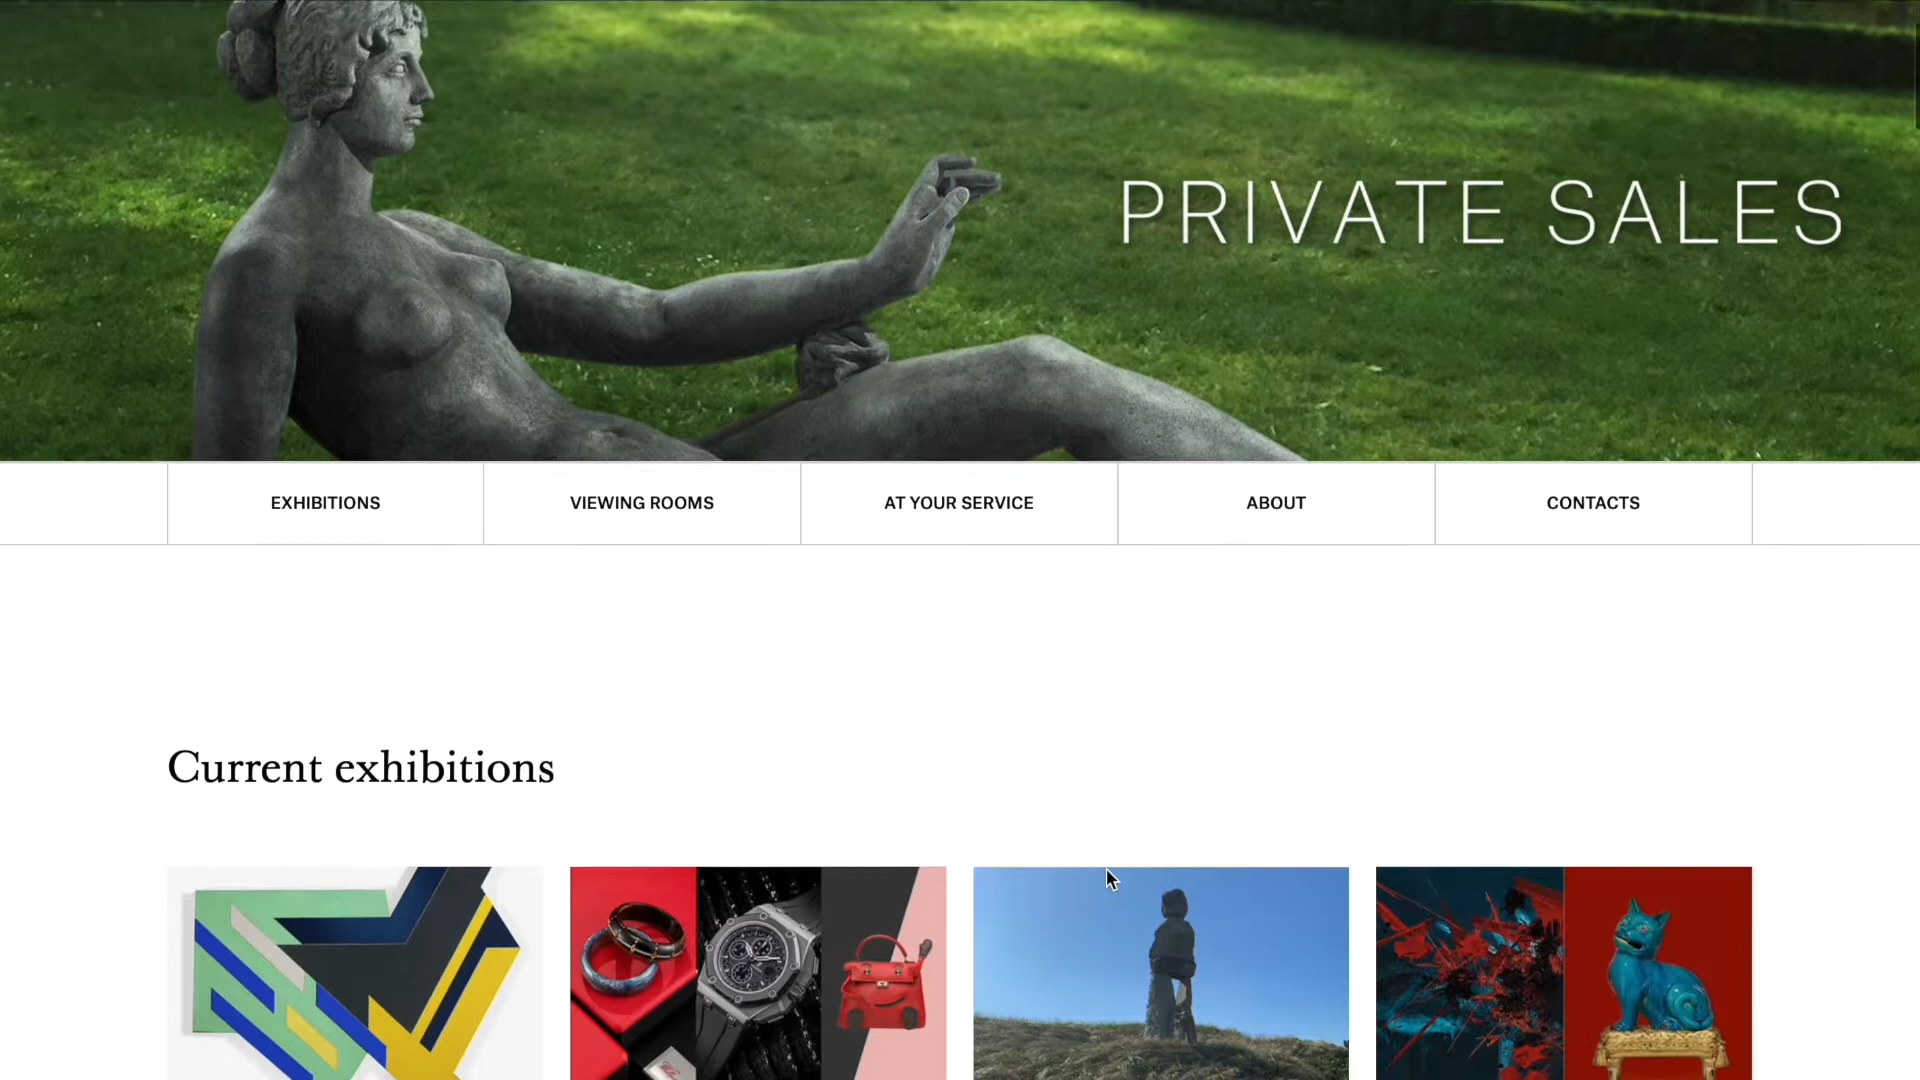 PRIVATE SALES
EXHIBITIONS
VIEWING ROOMS
AT YOUR SERVICE
ABOUT
CONTACTS
Current exhibitions